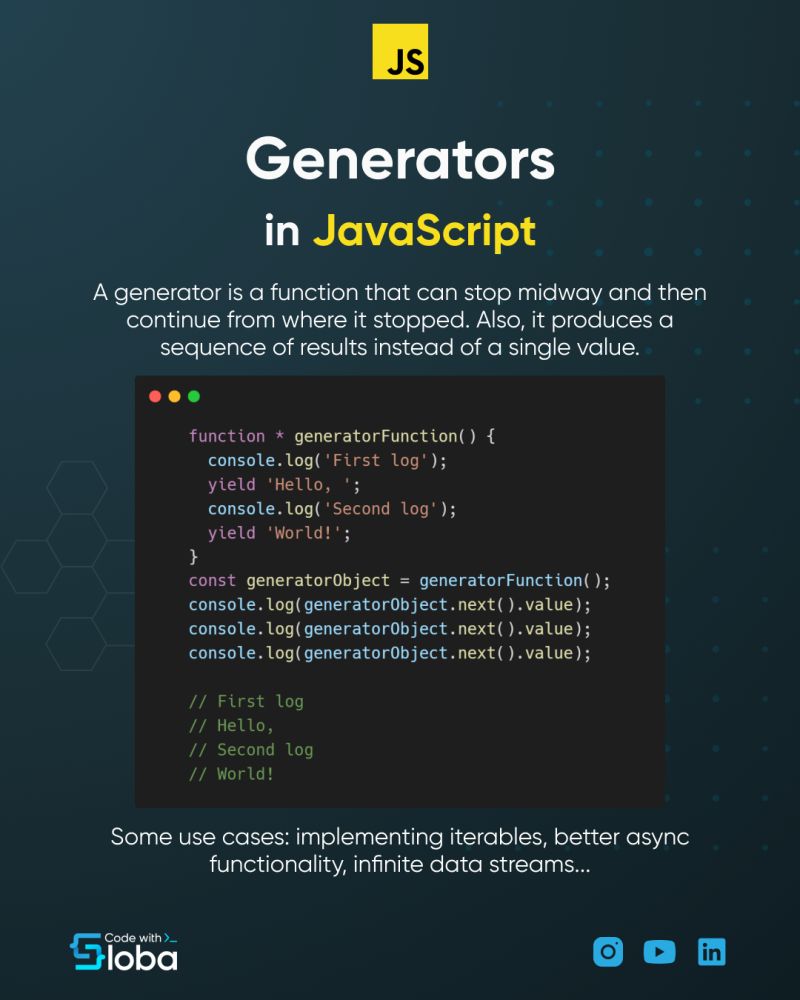 JS
Generators
in JavaScript
A generator is a function that can stop midway and then
continue from where it stopped. Also, it produces a
sequence of results instead of a single value.
function * generatorFunction() {
  console.log('First log');
  yield 'Hello, ';
  console.log('Second log');
  yield 'World!';
}
const generatorObject = generatorFunction();
console.log(generatorObject.next().value);
console.log(generatorObject.next().value);
console.log(generatorObject.next().value);
// First log
// Hello,
// Second log
// World!
Some use cases: implementing iterables, better async
functionality, infinite data streams...
Code with >_
Sloba
in